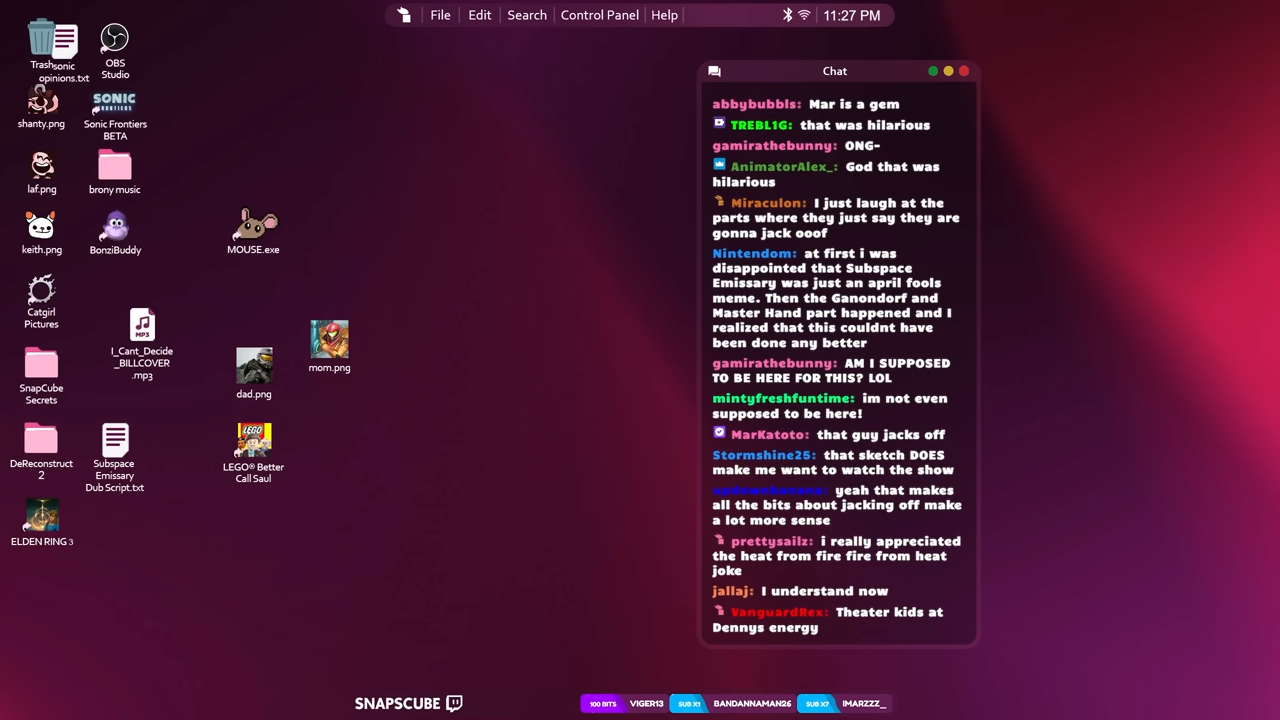 File
Edit
Search
Control Panel
Help
11:27 PM
Trash
sonic
opinions.txt
OBS
Studio
shanty.png
SONIC
FRONTIERS
Sonic Frontiers
BETA
laf.png
brony music
keith.png
BonziBuddy
MOUSE.exe
Catgirl
Pictures
MP3
I_Cant_Decide
_BILLCOVER
.mp3
mom.png
dad.png
SnapCube
Secrets
DeReconstruct
2
Subspace
Emissary
Dub Script.txt
LEGO
LEGO® Better
Call Saul
ELDEN RING 3
Chat
abbybubbls: Mar is a gem
TREBL1G: that was hilarious
gamirathebunny: ONG-
AnimatorAlex_: God that was
hilarious
Miraculon: I just laugh at the
parts where they just say they are
gonna jack ooof
Nintendom: at first i was
disappointed that Subspace
Emissary was just an april fools
meme. Then the Ganondorf and
Master Hand part happened and I
realized that this couldnt have
been done any better
gamirathebunny: AM I SUPPOSED
TO BE HERE FOR THIS? LOL
mintyfreshfuntime: im not even
supposed to be here!
MarKatoto: that guy jacks off
Stormshine25: that sketch DOES
make me want to watch the show
updownbanana: yeah that makes
all the bits about jacking off make
a lot more sense
prettysailz: i really appreciated
the heat from fire fire from heat
joke
jallaj: I understand now
VanguardRex: Theater kids at
Dennys energy
SNAPSCUBE
100 BITS VIGER13
SUB X1 BANDANNAMAN26
SUB X7 IMARZZZ_